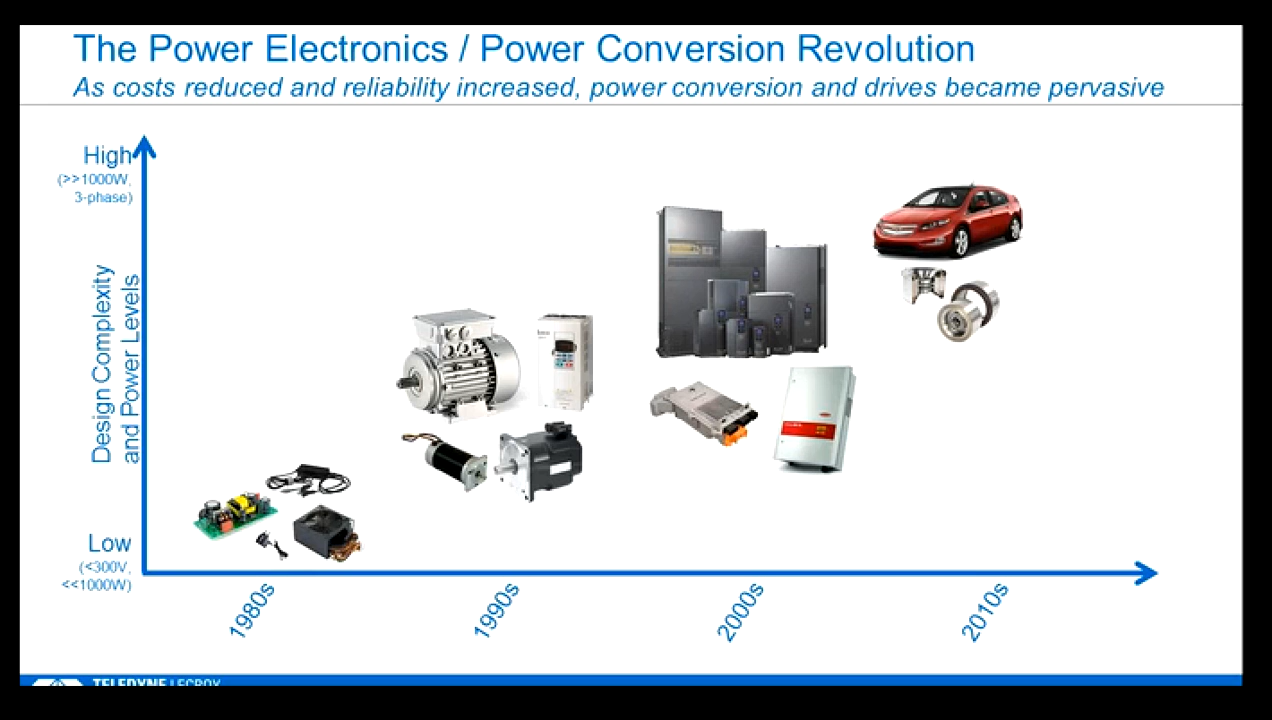 The Power Electronics / Power Conversion Revolution
As costs reduced and reliability increased, power conversion and drives became pervasive
High
(>>1000W,
3-phase)
Design Complexity
and Power Levels
Low
(<300V,
<<1000W)
1980s
1990s
2000s
2010s
TELEDYNE LECROY